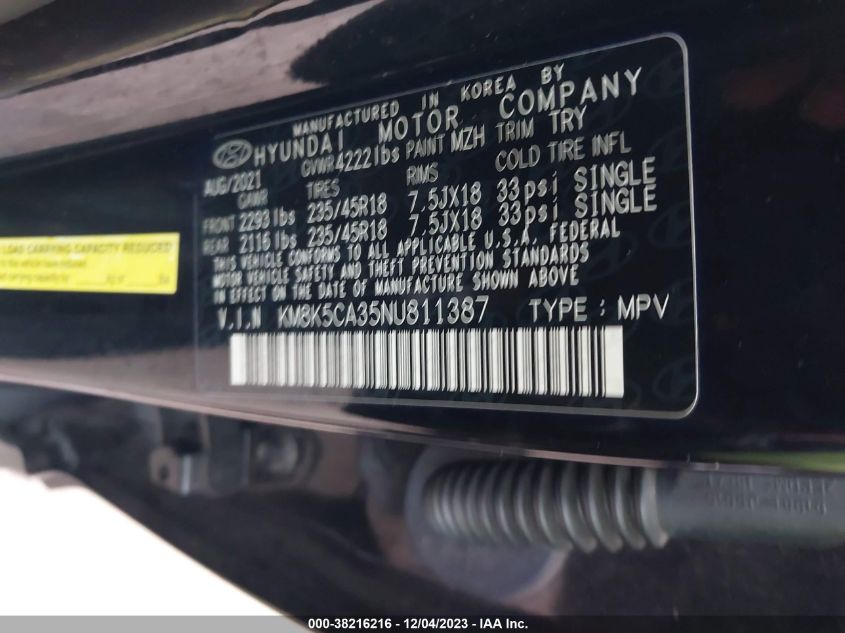 MANUFACTURED IN KOREA BY
HYUNDAI MOTOR COMPANY
AUG/2021 GVWR 4222lbs PAINT MZH TRIM TRY
GAWR TIRES RIMS COLD TIRE INFL
FRONT 2293 lbs 235/45R18 7.5JX18 33psi SINGLE
REAR 2116 lbs 235/45R18 7.5JX18 33psi SINGLE
THIS VEHICLE CONFORMS TO ALL APPLICABLE U.S.A. FEDERAL
MOTOR VEHICLE SAFETY AND THEFT PREVENTION STANDARDS
IN EFFECT ON THE DATE OF MANUFACTURE SHOWN ABOVE
V.I.N KM8K5CA35NU811387 TYPE : MPV
LOAD CARRYING CAPACITY REDUCED
000-38216216 - 12/04/2023 - IAA Inc.